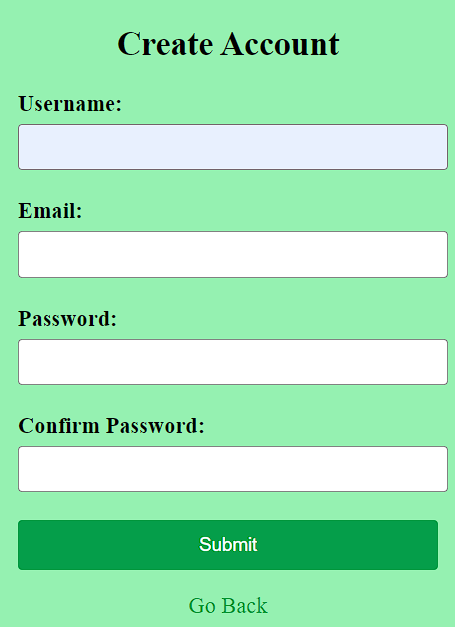 Create Account
Username:
Email:
Password:
Confirm Password:
Submit
Go Back